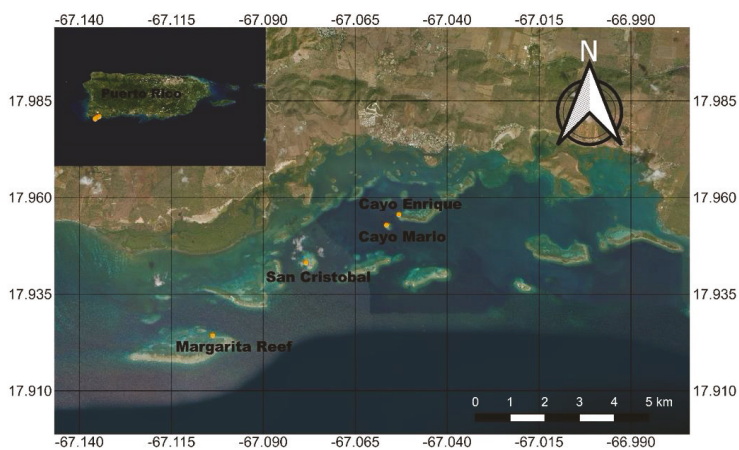 -67.140 -67.115 -67.090 -67.065 -67.040 -67.015 -66.990
N
Puerto Rico
17.985 17.985
17.960 17.960
Cayo Enrique
Cayo Mario
San Cristobal
17.935 17.935
Margarita Reef
17.910 17.910
0 1 2 3 4 5 km
-67.140 -67.115 -67.090 -67.065 -67.040 -67.015 -66.990